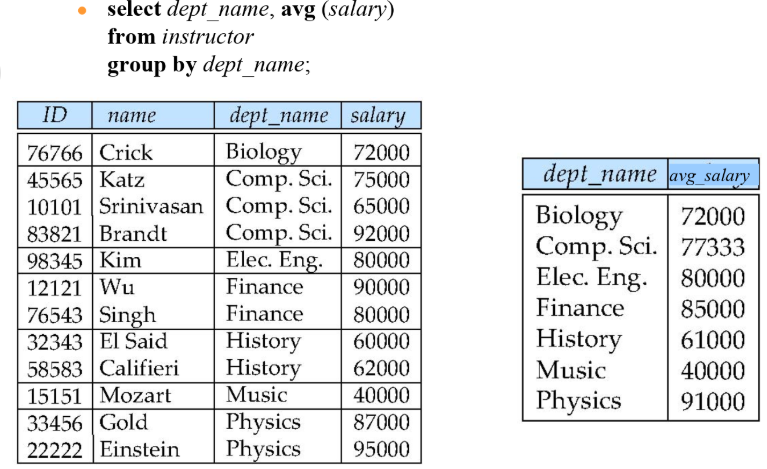 • select dept_name, avg (salary)
from instructor
group by dept_name;
ID name dept_name salary
76766 Crick Biology 72000
45565 Katz Comp. Sci. 75000
10101 Srinivasan Comp. Sci. 65000
83821 Brandt Comp. Sci. 92000
98345 Kim Elec. Eng. 80000
12121 Wu Finance 90000
76543 Singh Finance 80000
32343 El Said History 60000
58583 Califieri History 62000
15151 Mozart Music 40000
33456 Gold Physics 87000
22222 Einstein Physics 95000
dept_name avg_salary
Biology 72000
Comp. Sci. 77333
Elec. Eng. 80000
Finance 85000
History 61000
Music 40000
Physics 91000